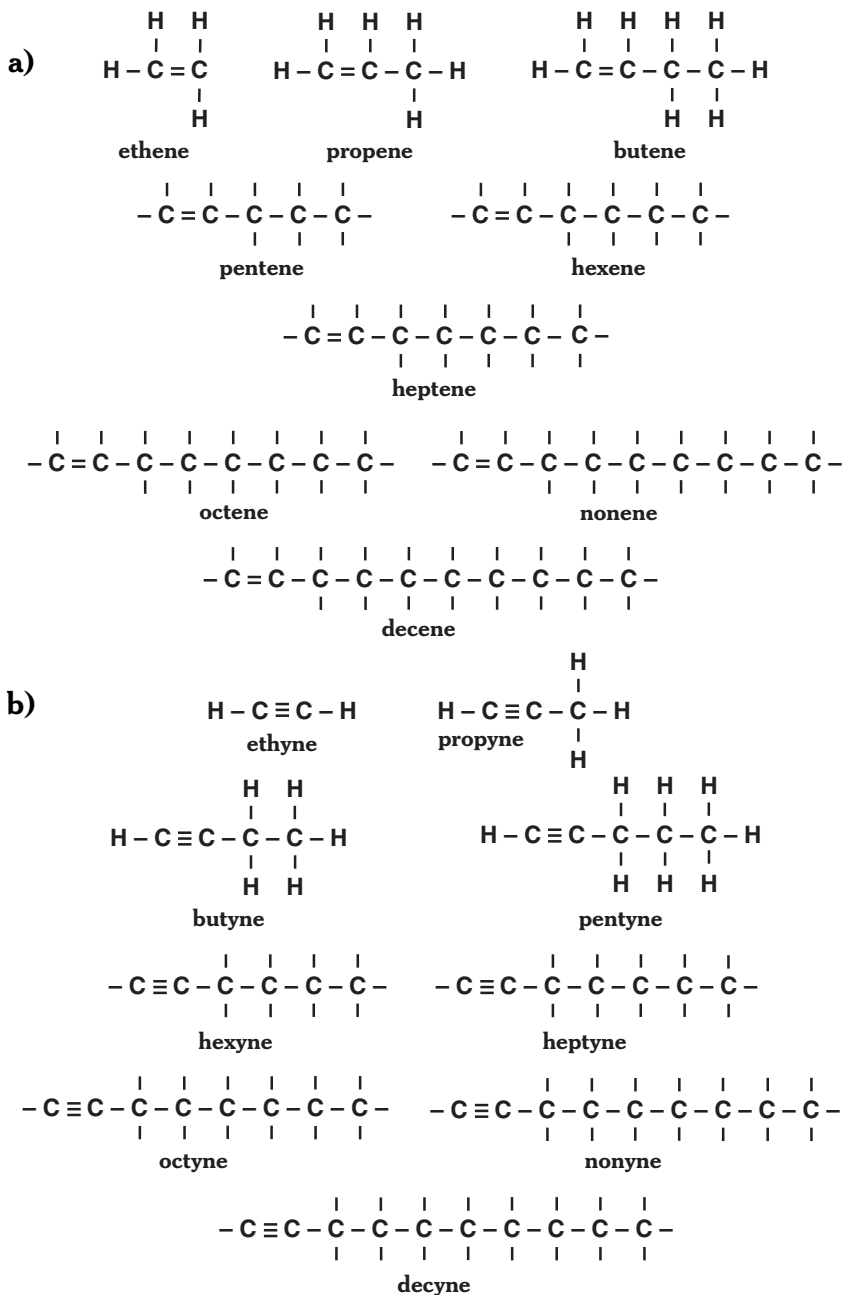 a)
H H
H – C = C
H
ethene
H H H
H – C = C – C – H
H
propene
H H H H
H – C = C – C – C – H
H H
butene
– C = C – C – C – C –
pentene
– C = C – C – C – C – C –
hexene
– C = C – C – C – C – C – C –
heptene
– C = C – C – C – C – C – C – C –
octene
– C = C – C – C – C – C – C – C – C –
nonene
– C = C – C – C – C – C – C – C – C – C –
decene
b)
H – C ≡ C – H
ethyne
H
H – C ≡ C – C – H
H
propyne
H H
H – C ≡ C – C – C – H
H H
butyne
H H H
H – C ≡ C – C – C – C – H
H H H
pentyne
– C ≡ C – C – C – C – C –
hexyne
– C ≡ C – C – C – C – C – C –
heptyne
– C ≡ C – C – C – C – C – C – C –
octyne
– C ≡ C – C – C – C – C – C – C – C –
nonyne
– C ≡ C – C – C – C – C – C – C – C – C –
decyne